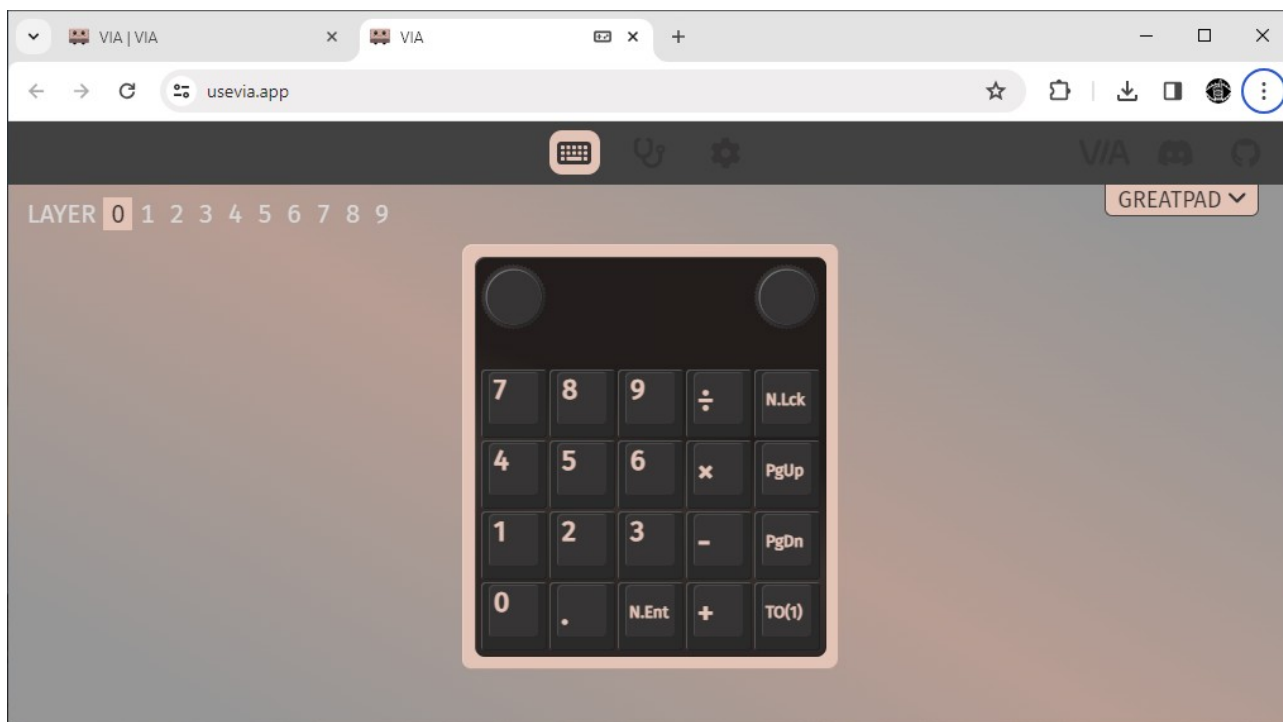 VIA | VIA
VIA
usevia.app
VIA
LAYER 0 1 2 3 4 5 6 7 8 9
GREATPAD
7 8 9 ÷ N.Lck
4 5 6 × PgUp
1 2 3 - PgDn
0 . N.Ent + TO(1)